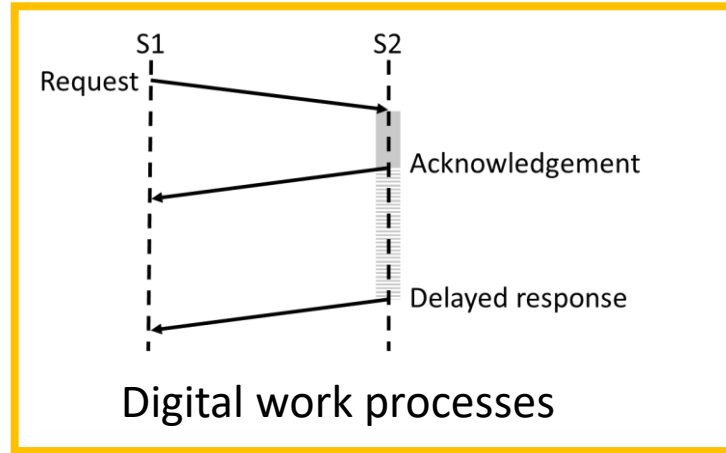 S1
S2
Request
Acknowledgement
Delayed response
Digital work processes